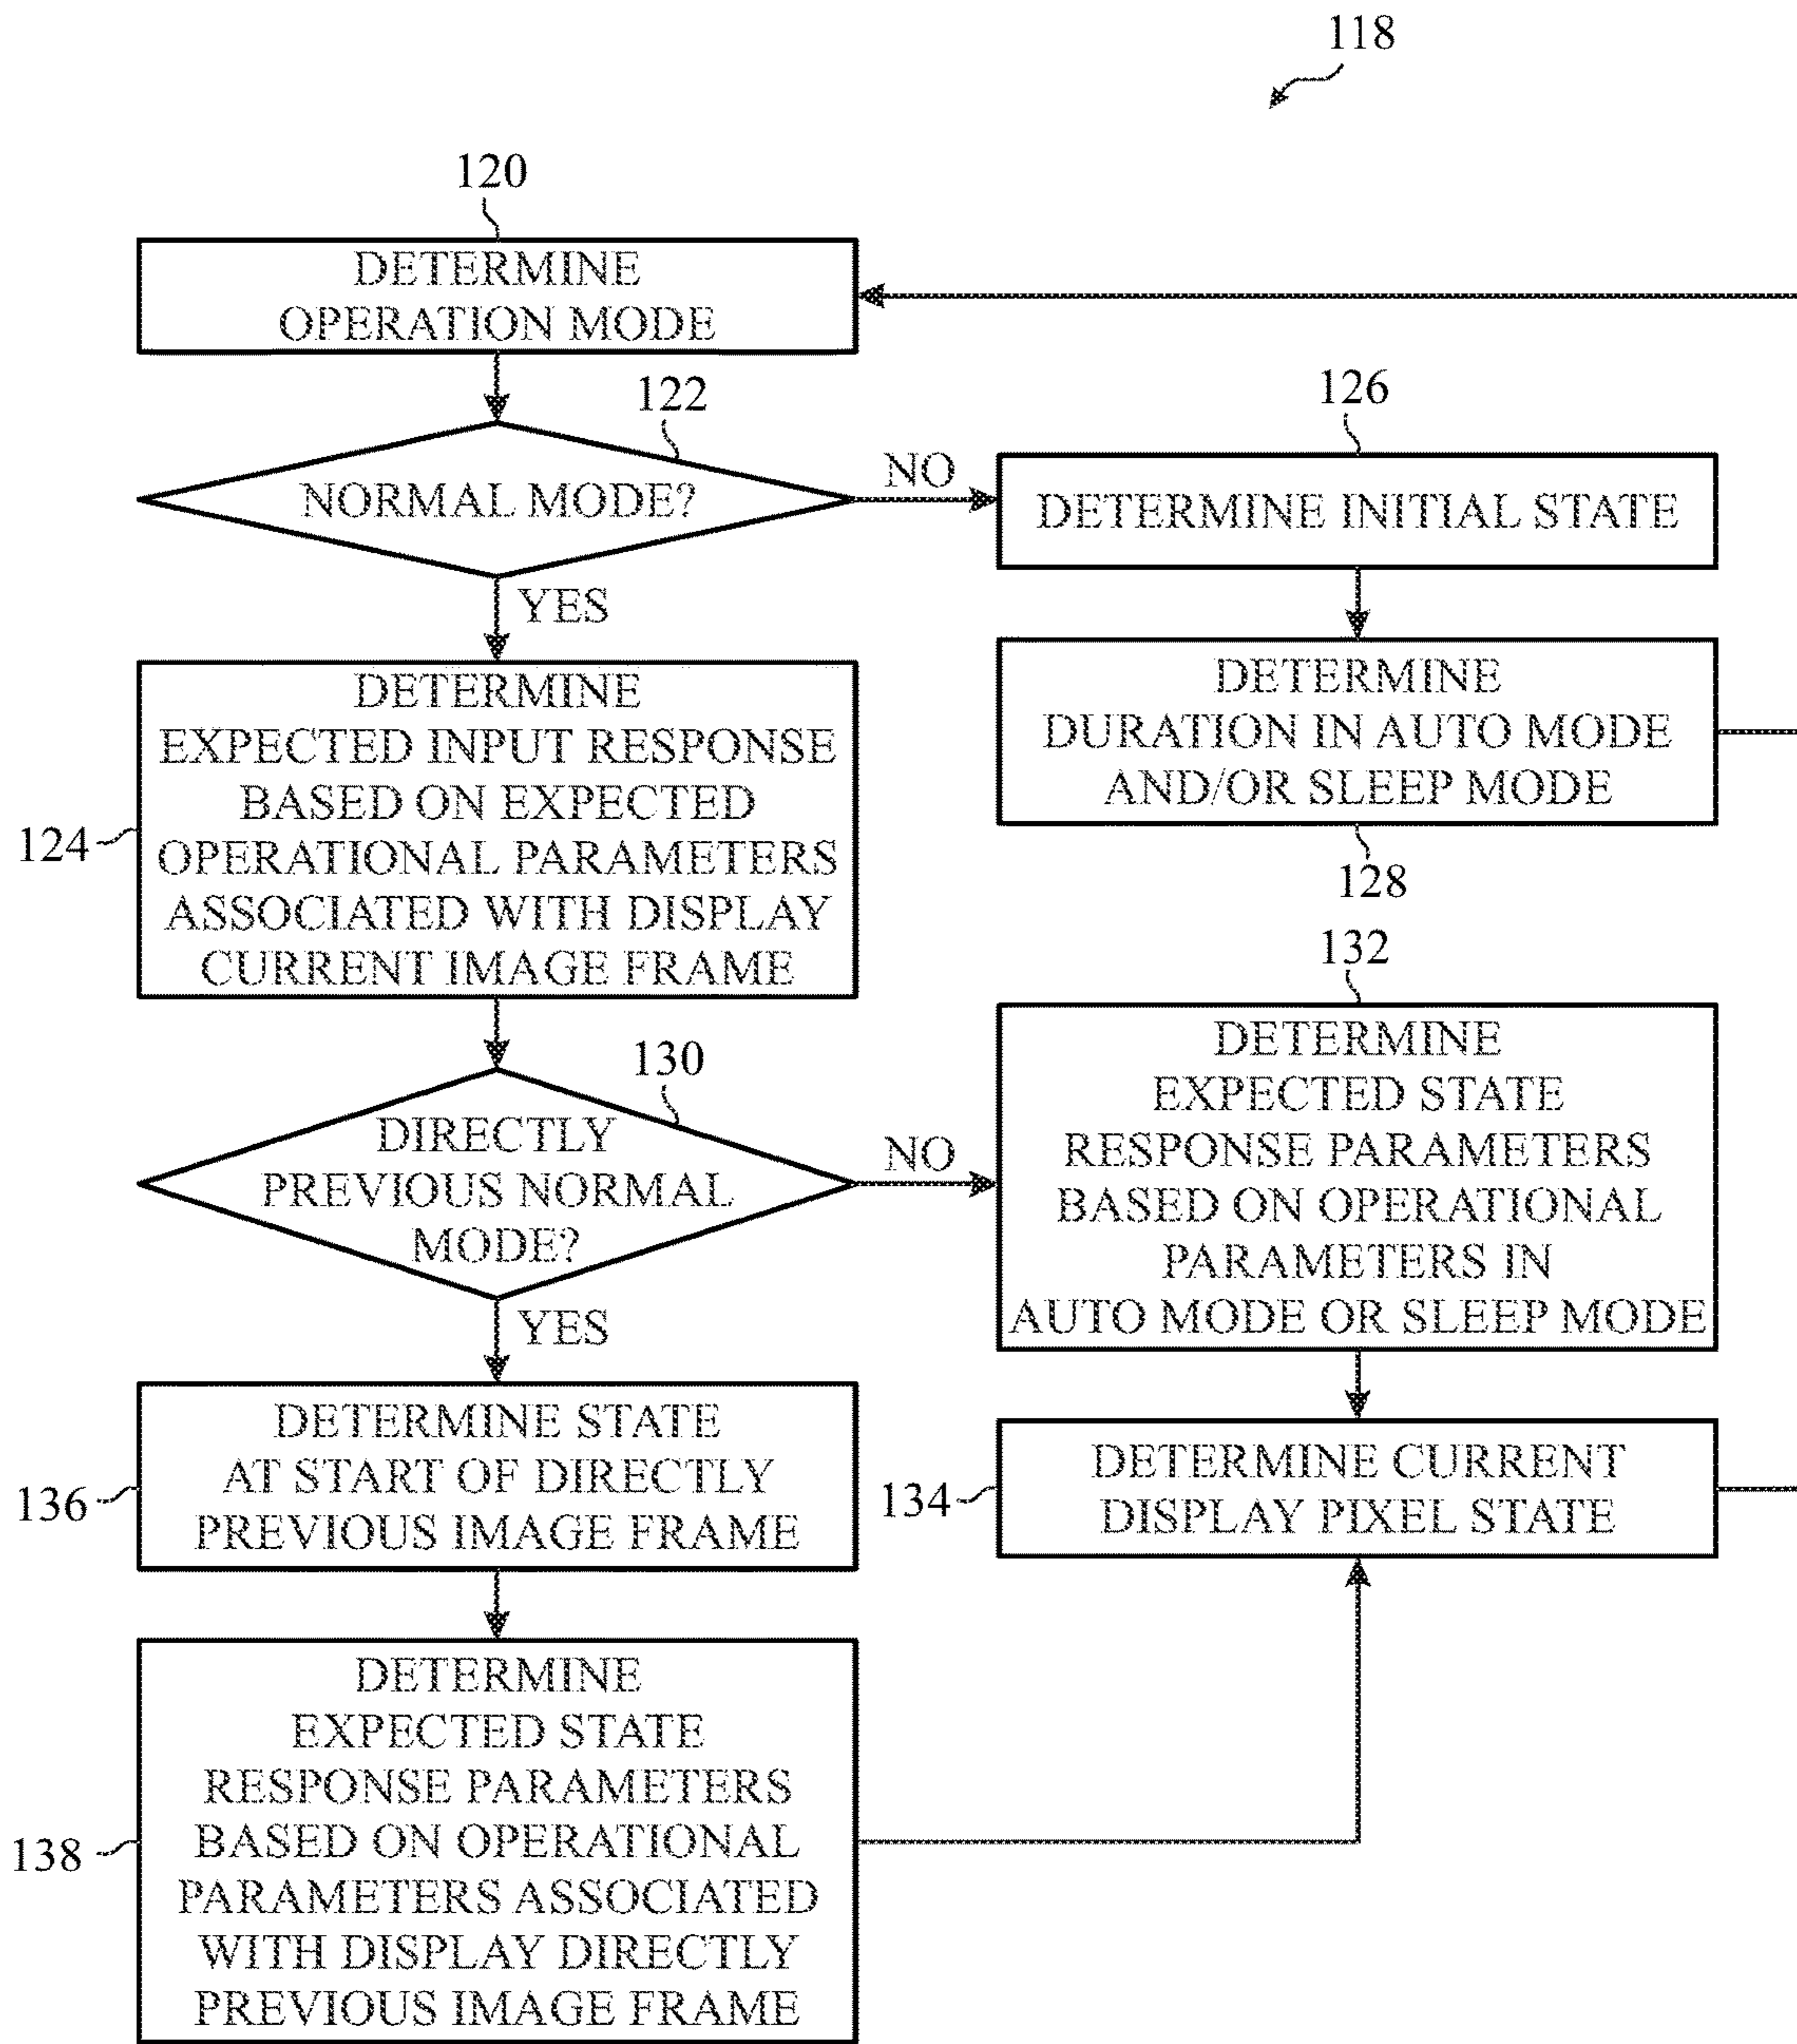 118
120
DETERMINE
OPERATION MODE
122
NORMAL MODE?
NO
YES
126
DETERMINE INITIAL STATE
DETERMINE
DURATION IN AUTO MODE
AND/OR SLEEP MODE
128
124
DETERMINE
EXPECTED INPUT RESPONSE
BASED ON EXPECTED
OPERATIONAL PARAMETERS
ASSOCIATED WITH DISPLAY
CURRENT IMAGE FRAME
130
DIRECTLY
PREVIOUS NORMAL
MODE?
NO
YES
132
DETERMINE
EXPECTED STATE
RESPONSE PARAMETERS
BASED ON OPERATIONAL
PARAMETERS IN
AUTO MODE OR SLEEP MODE
134
DETERMINE CURRENT
DISPLAY PIXEL STATE
136
DETERMINE STATE
AT START OF DIRECTLY
PREVIOUS IMAGE FRAME
138
DETERMINE
EXPECTED STATE
RESPONSE PARAMETERS
BASED ON OPERATIONAL
PARAMETERS ASSOCIATED
WITH DISPLAY DIRECTLY
PREVIOUS IMAGE FRAME